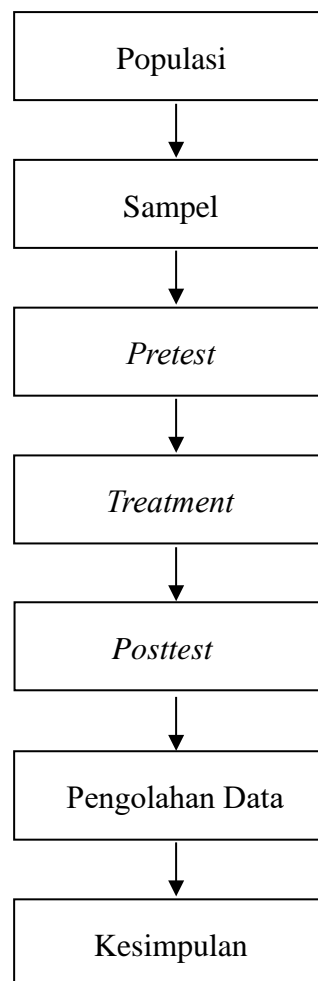 Populasi
Sampel
Pretest
Treatment
Posttest
Pengolahan Data
Kesimpulan